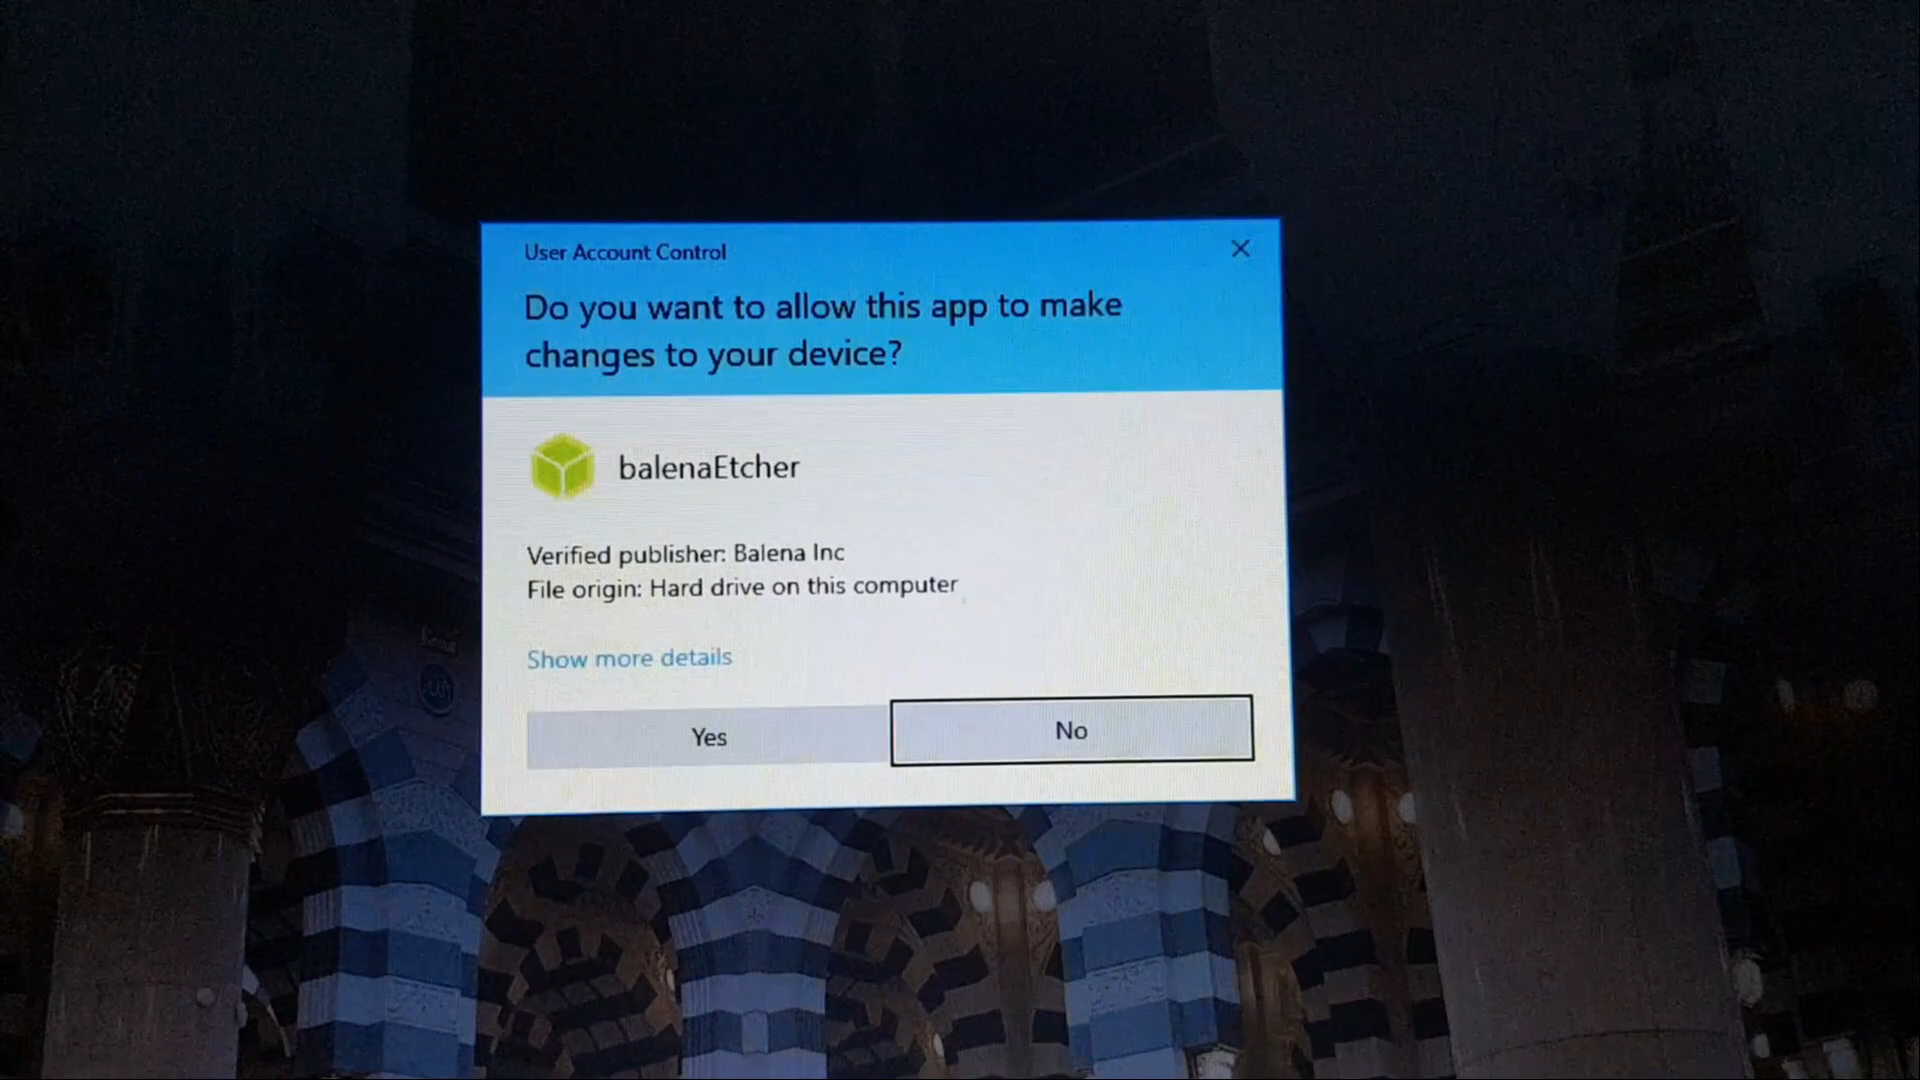 User Account Control
Do you want to allow this app to make
changes to your device?
balenaEtcher
Verified publisher: Balena Inc
File origin: Hard drive on this computer
Show more details
Yes
No